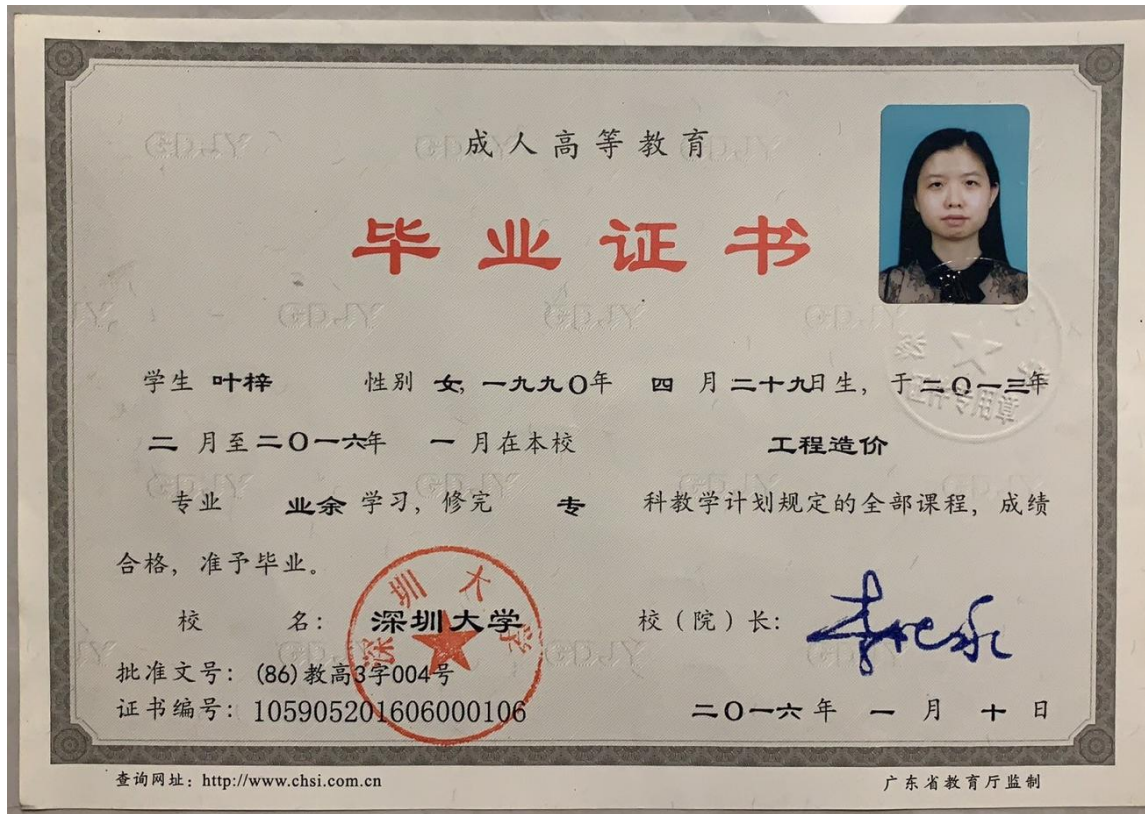 成人高等教育
毕业证书
学生 叶梓 性别 女, 一九九〇年 四 月 二十九日生, 于 二〇一三年
二 月至 二〇一六年 一 月在本校 工程造价
专业 业余 学习, 修完 专 科教学计划规定的全部课程, 成绩
合格, 准予毕业。
校 名: 深圳大学 校（院）长:
深圳大学
批准文号: (86)教高3字004号
证书编号: 105905201606000106 二〇一六 年 一 月 十 日
查询网址: http://www.chsi.com.cn 广东省教育厅监制